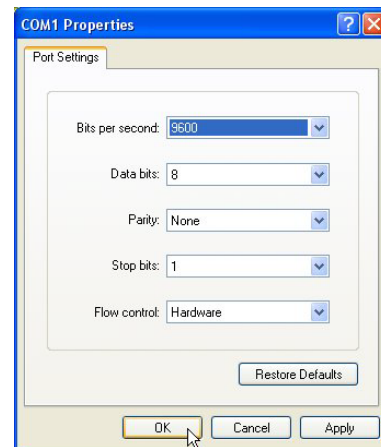 COM1 Properties
Port Settings
Bits per second: 9600
Data bits: 8
Parity: None
Stop bits: 1
Flow control: Hardware
Restore Defaults
OK Cancel Apply